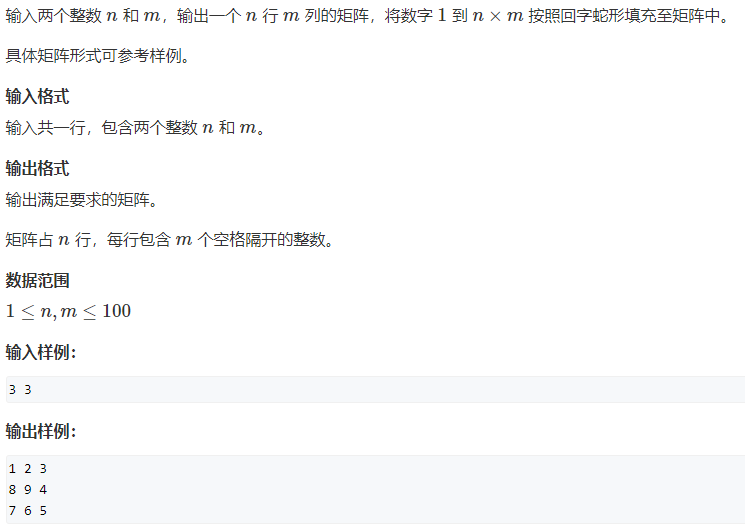 输入两个整数 n 和 m，输出一个 n 行 m 列的矩阵，将数字 1 到 n × m 按照回字蛇形填充至矩阵中。
具体矩阵形式可参考样例。
输入格式
输入共一行，包含两个整数 n 和 m。
输出格式
输出满足要求的矩阵。
矩阵占 n 行，每行包含 m 个空格隔开的整数。
数据范围
1 ≤ n, m ≤ 100
输入样例：
3 3
输出样例：
1 2 3
8 9 4
7 6 5